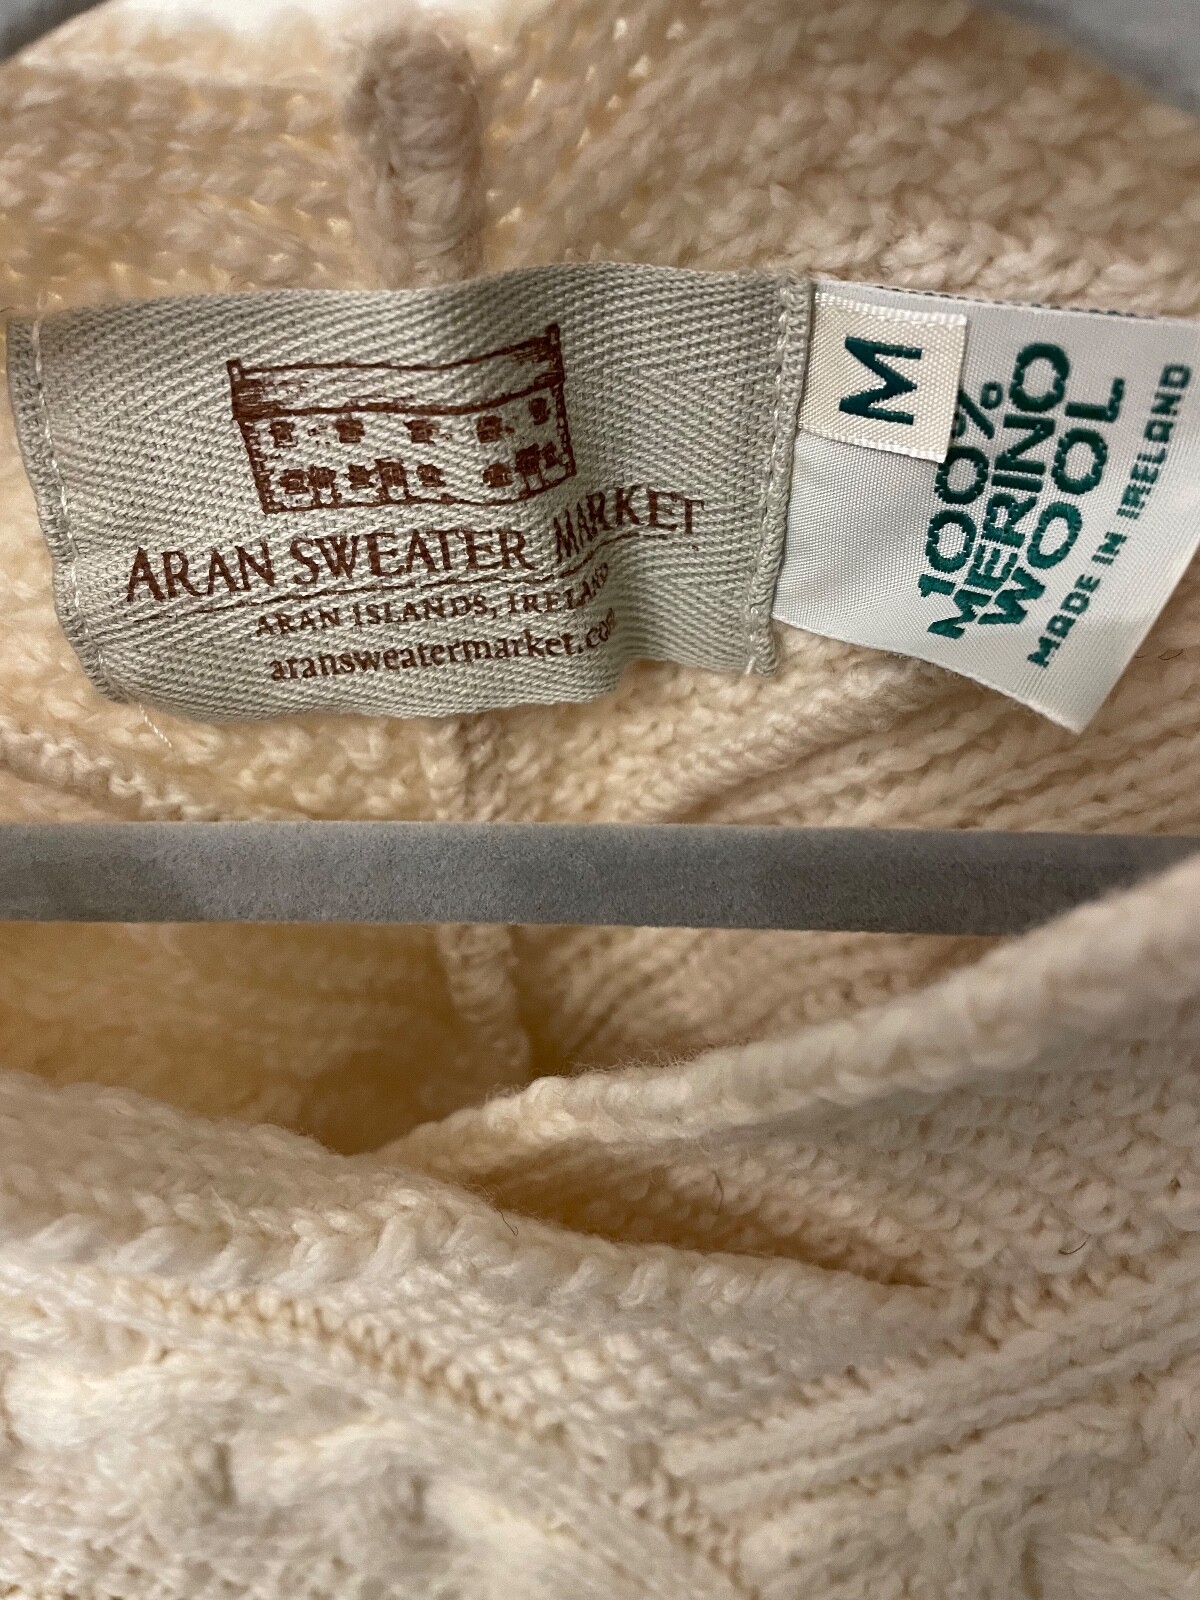 ARAN SWEATER MARKET
ARAN ISLANDS, IRELAND
aransweatermarket.com
M
100%
MERINO
WOOL
MADE IN IRELAND